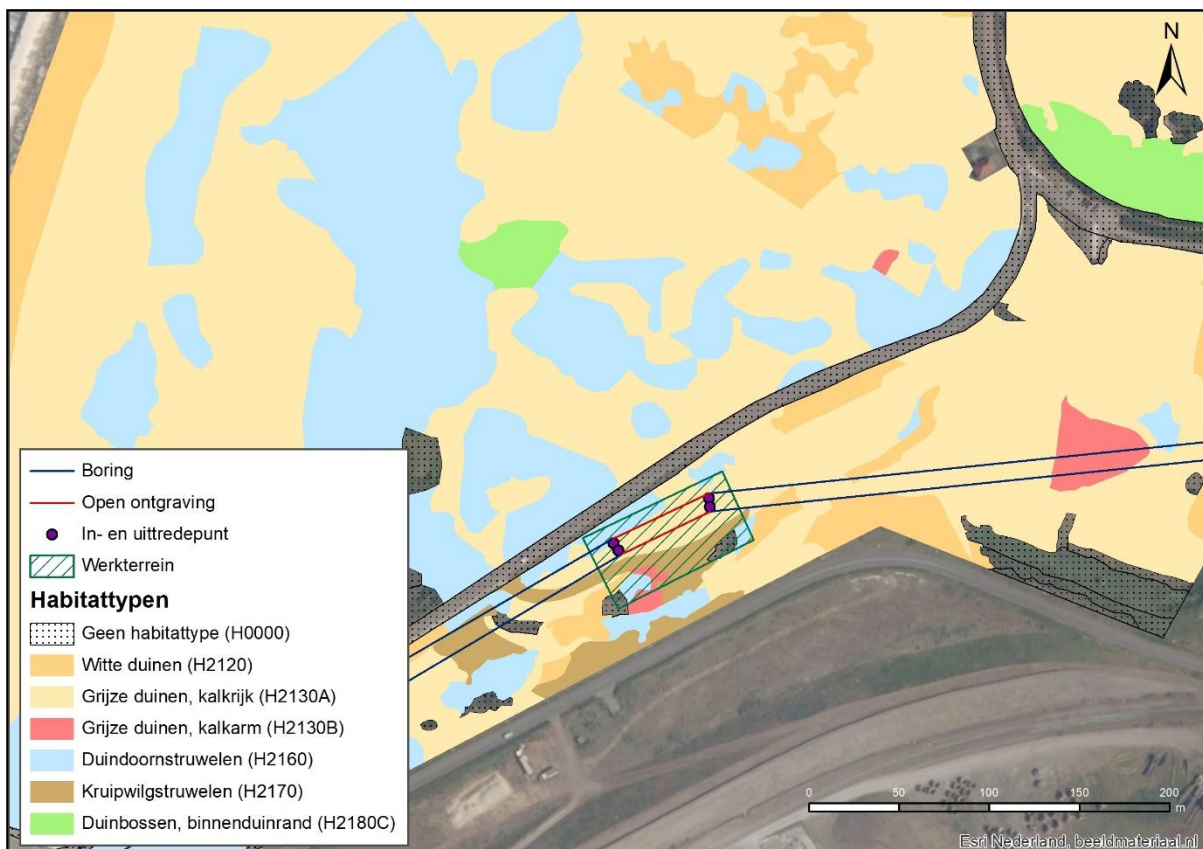 N
Boring
Open ontgraving
In- en uittredepunt
Werkterrein
Habitattypen
Geen habitattype (H0000)
Witte duinen (H2120)
Grijze duinen, kalkrijk (H2130A)
Grijze duinen, kalkarm (H2130B)
Duindoornstruwelen (H2160)
Kruipwilgstruwelen (H2170)
Duinbossen, binnenduinrand (H2180C)
0 50 100 150 200
m
Esri Nederland, beeldmateriaal.nl